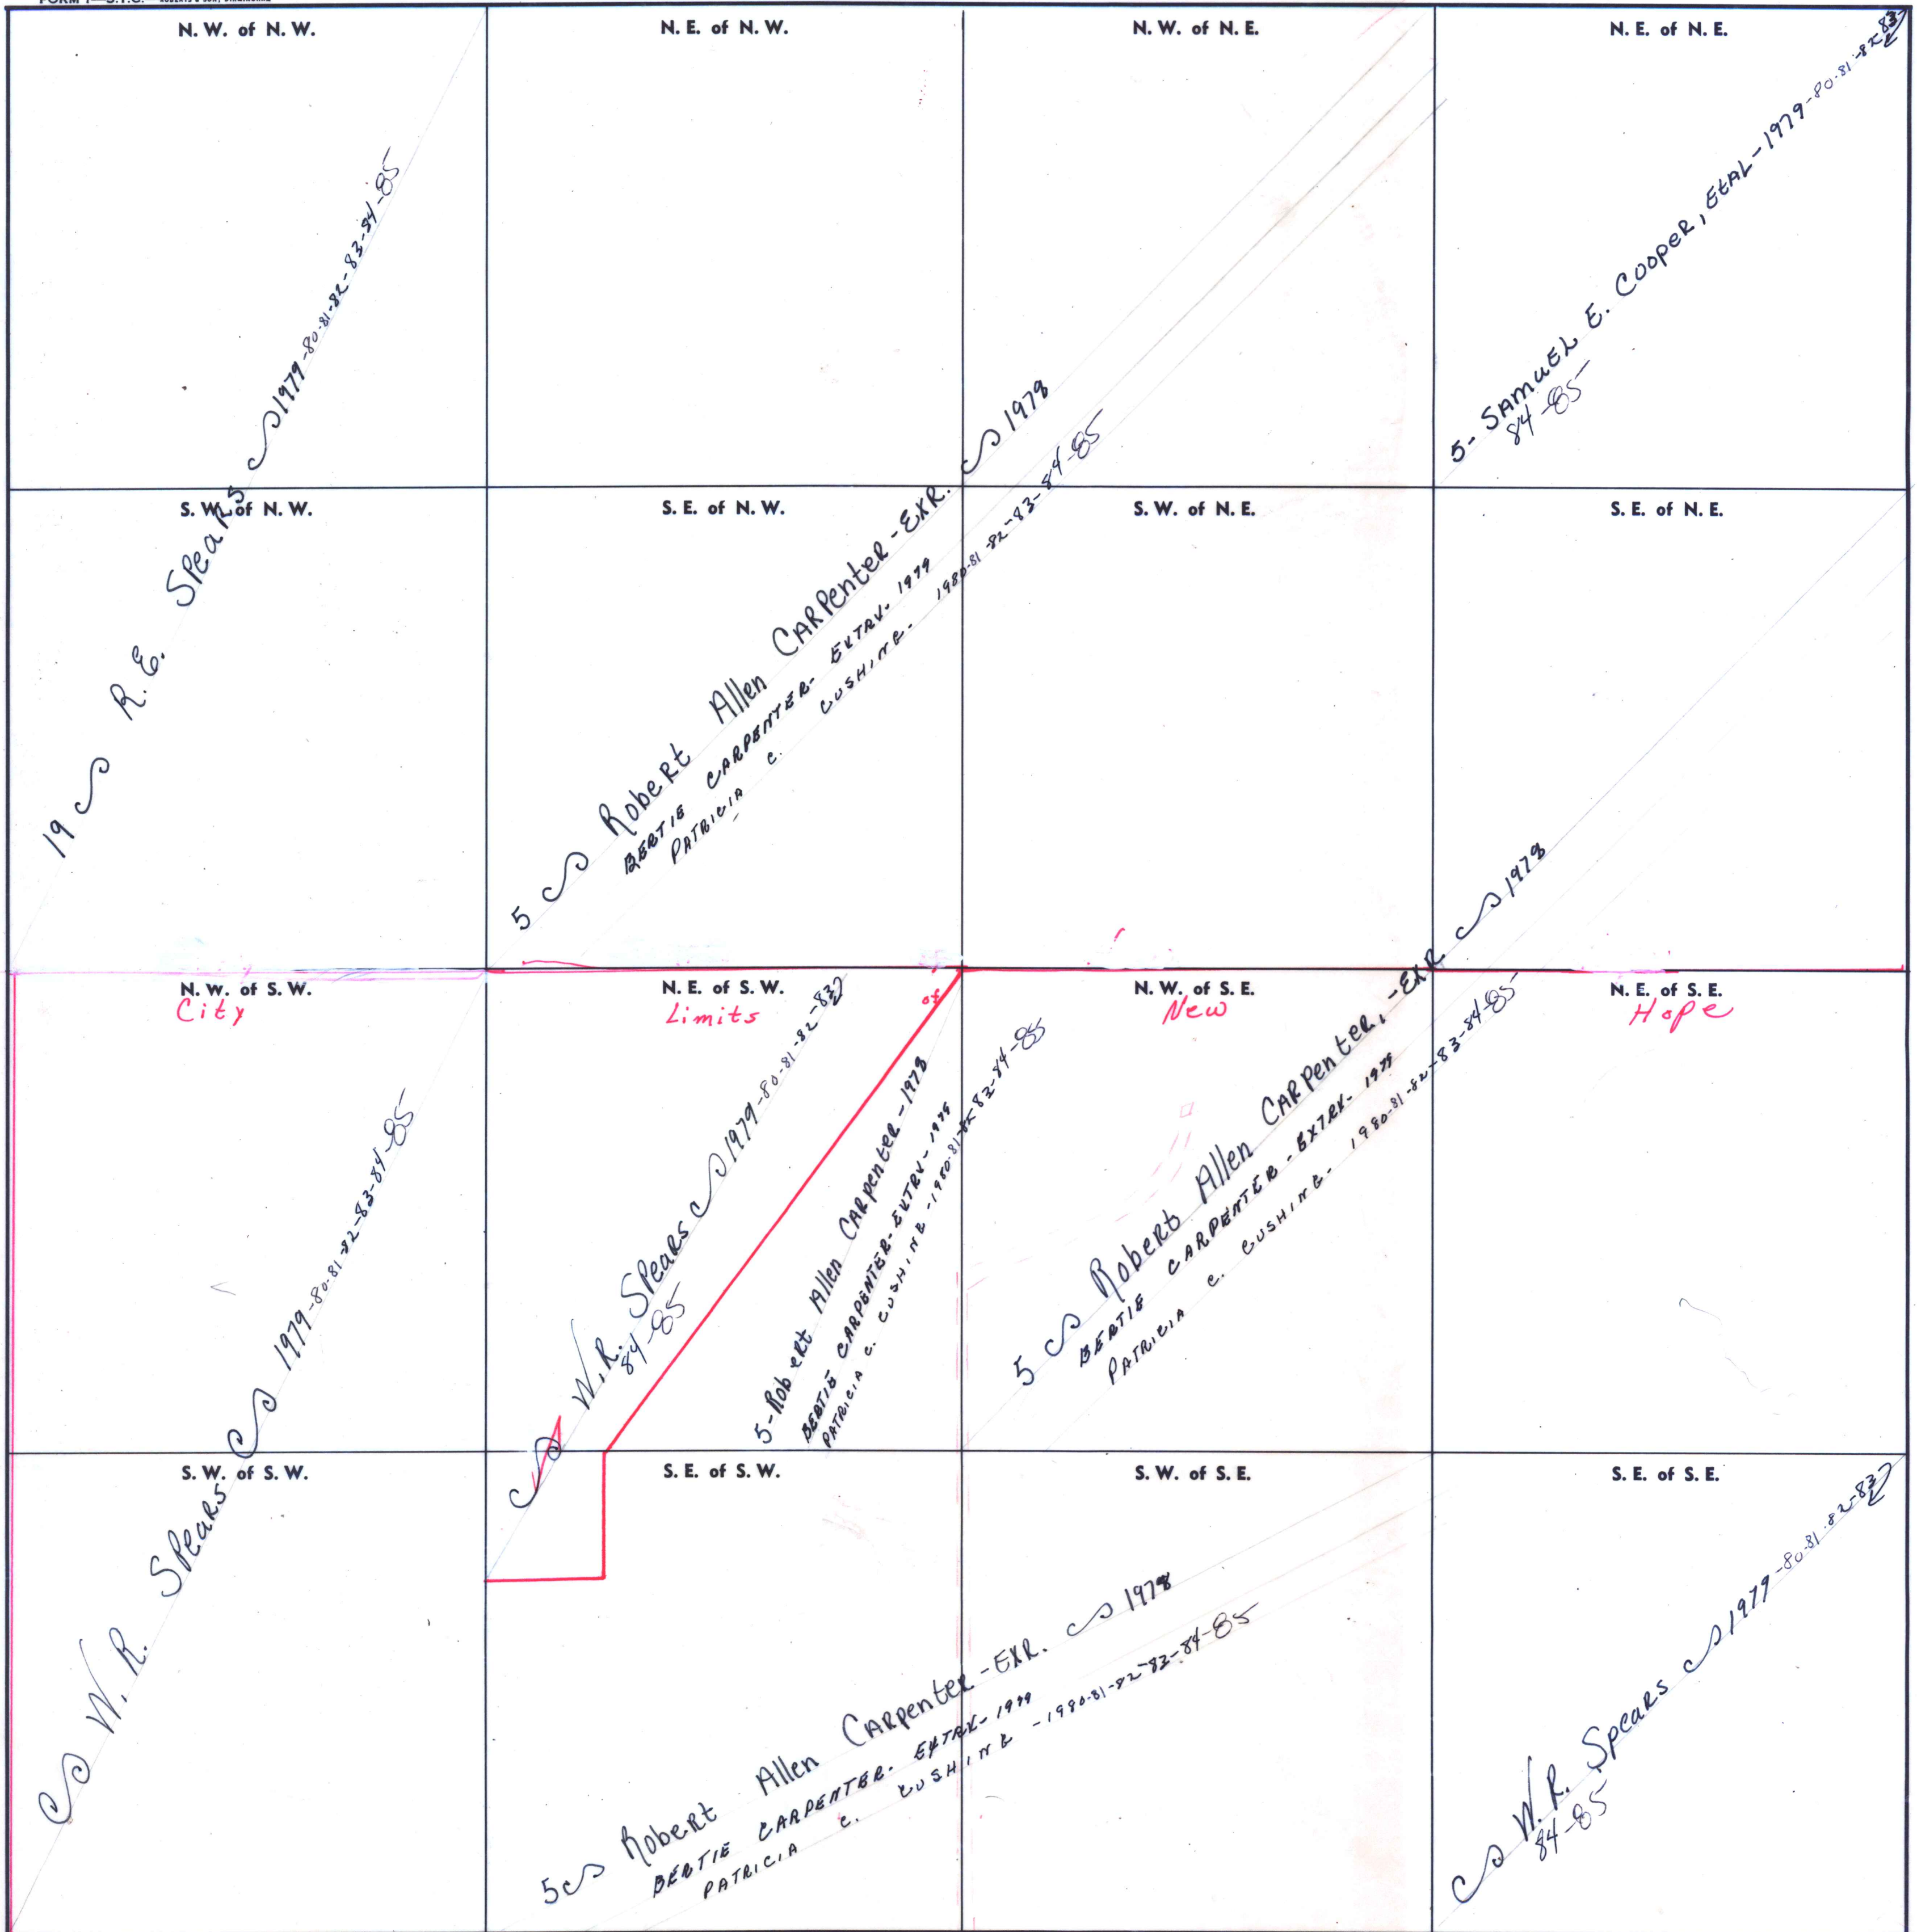 N. W. of N. W.
N. E. of N. W.
N. W. of N. E.
N. E. of N. E.
19 R. E. Spears 1979-80-81-82-83-84-85
5- Samuel E. Cooper, EtAL-1979-80-81-82-83
84-85
S. W. of N. W.
S. E. of N. W.
S. W. of N. E.
S. E. of N. E.
5 Robert Allen Carpenter-EXR. 1978
BERTIE CARPENTER- EXTRX- 1979
PATRICIA C. CUSHING- 1980-81-82-83-84-85
N. W. of S. W.
N. E. of S. W.
N. W. of S. E.
N. E. of S. E.
City Limits of New Hope
W. R. Spears 1979-80-81-82-83-84-85
W. R. Spears 1979-80-81-82-83
84-85
5-Robert Allen Carpenter-1978
BERTIE CARPENTER-EXTRX-1979
PATRICIA C. CUSHING-1980-81-82-83-84-85
5 Robert Allen Carpenter,-EXR 1978
BERTIE CARPENTER-EXTRX-1979
PATRICIA C. CUSHING- 1980-81-82-83-84-85
S. W. of S. W.
S. E. of S. W.
S. W. of S. E.
S. E. of S. E.
5 Robert Allen Carpenter-EXR. 1978
BERTIE CARPENTER- EXTRX-1979
PATRICIA C. CUSHING -1980-81-82-83-84-85
W. R. Spears 1979-80-81-82-83
84-85